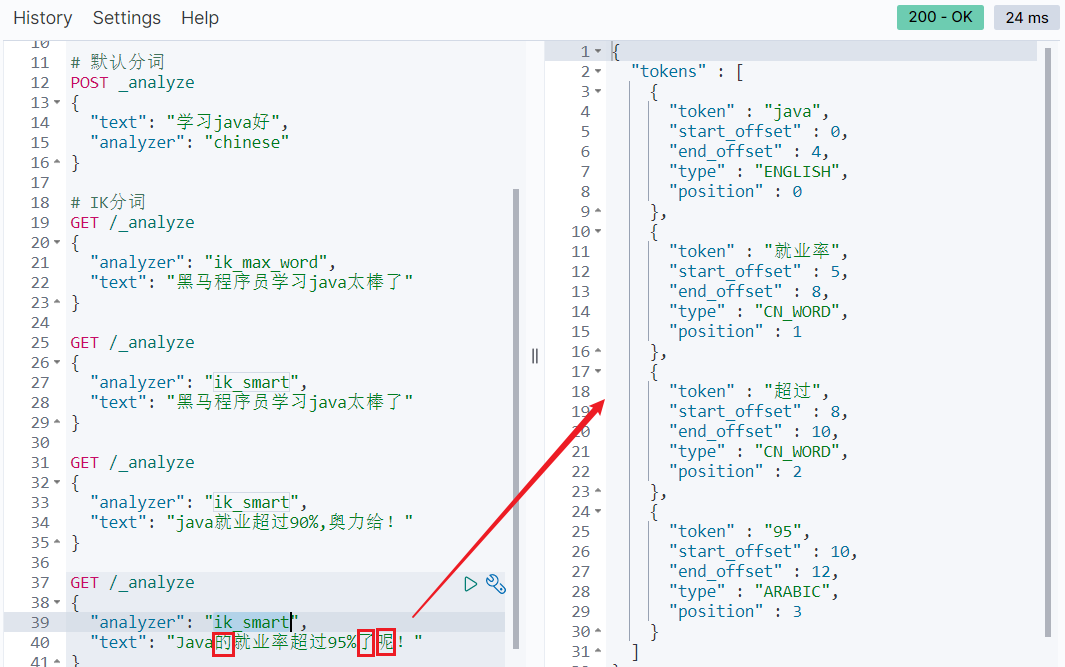 History Settings Help
200 - OK 24 ms
10
11 # 默认分词
12 POST _analyze
13 {
14 "text": "学习java好",
15 "analyzer": "chinese"
16 }
17
18 # IK分词
19 GET /_analyze
20 {
21 "analyzer": "ik_max_word",
22 "text": "黑马程序员学习java太棒了"
23 }
24
25 GET /_analyze
26 {
27 "analyzer": "ik_smart",
28 "text": "黑马程序员学习java太棒了"
29 }
30
31 GET /_analyze
32 {
33 "analyzer": "ik_smart",
34 "text": "java就业超过90%,奥力给！"
35 }
36
37 GET /_analyze
38 {
39 "analyzer": "ik_smart",
40 "text": "Java的就业率超过95%了呢！"
41 }
1 {
2 "tokens" : [
3 {
4 "token" : "java",
5 "start_offset" : 0,
6 "end_offset" : 4,
7 "type" : "ENGLISH",
8 "position" : 0
9 },
10 {
11 "token" : "就业率",
12 "start_offset" : 5,
13 "end_offset" : 8,
14 "type" : "CN_WORD",
15 "position" : 1
16 },
17 {
18 "token" : "超过",
19 "start_offset" : 8,
20 "end_offset" : 10,
21 "type" : "CN_WORD",
22 "position" : 2
23 },
24 {
25 "token" : "95",
26 "start_offset" : 10,
27 "end_offset" : 12,
28 "type" : "ARABIC",
29 "position" : 3
30 }
31 ]